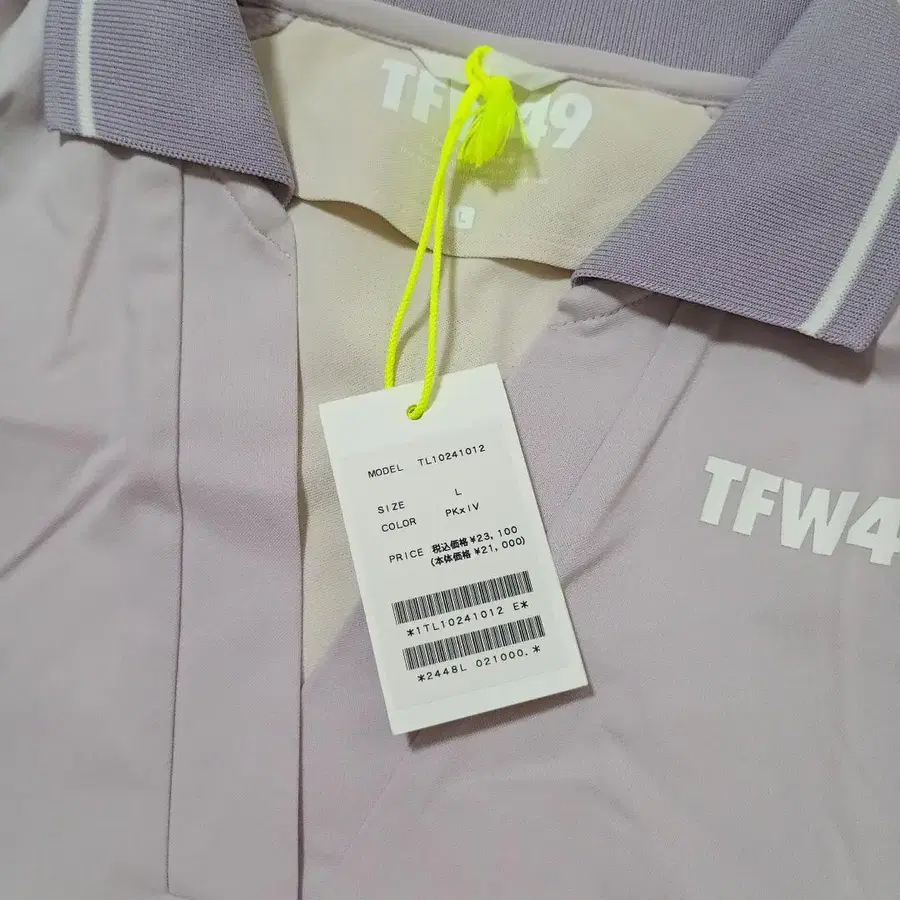 TFW49
L
MODEL TL10241012
SIZE L
COLOR PKxIV
PRICE 税込価格 ¥23,100
(本体価格 ¥21,000)
*1TL10241012 E*
*2448L 021000.*
TFW4